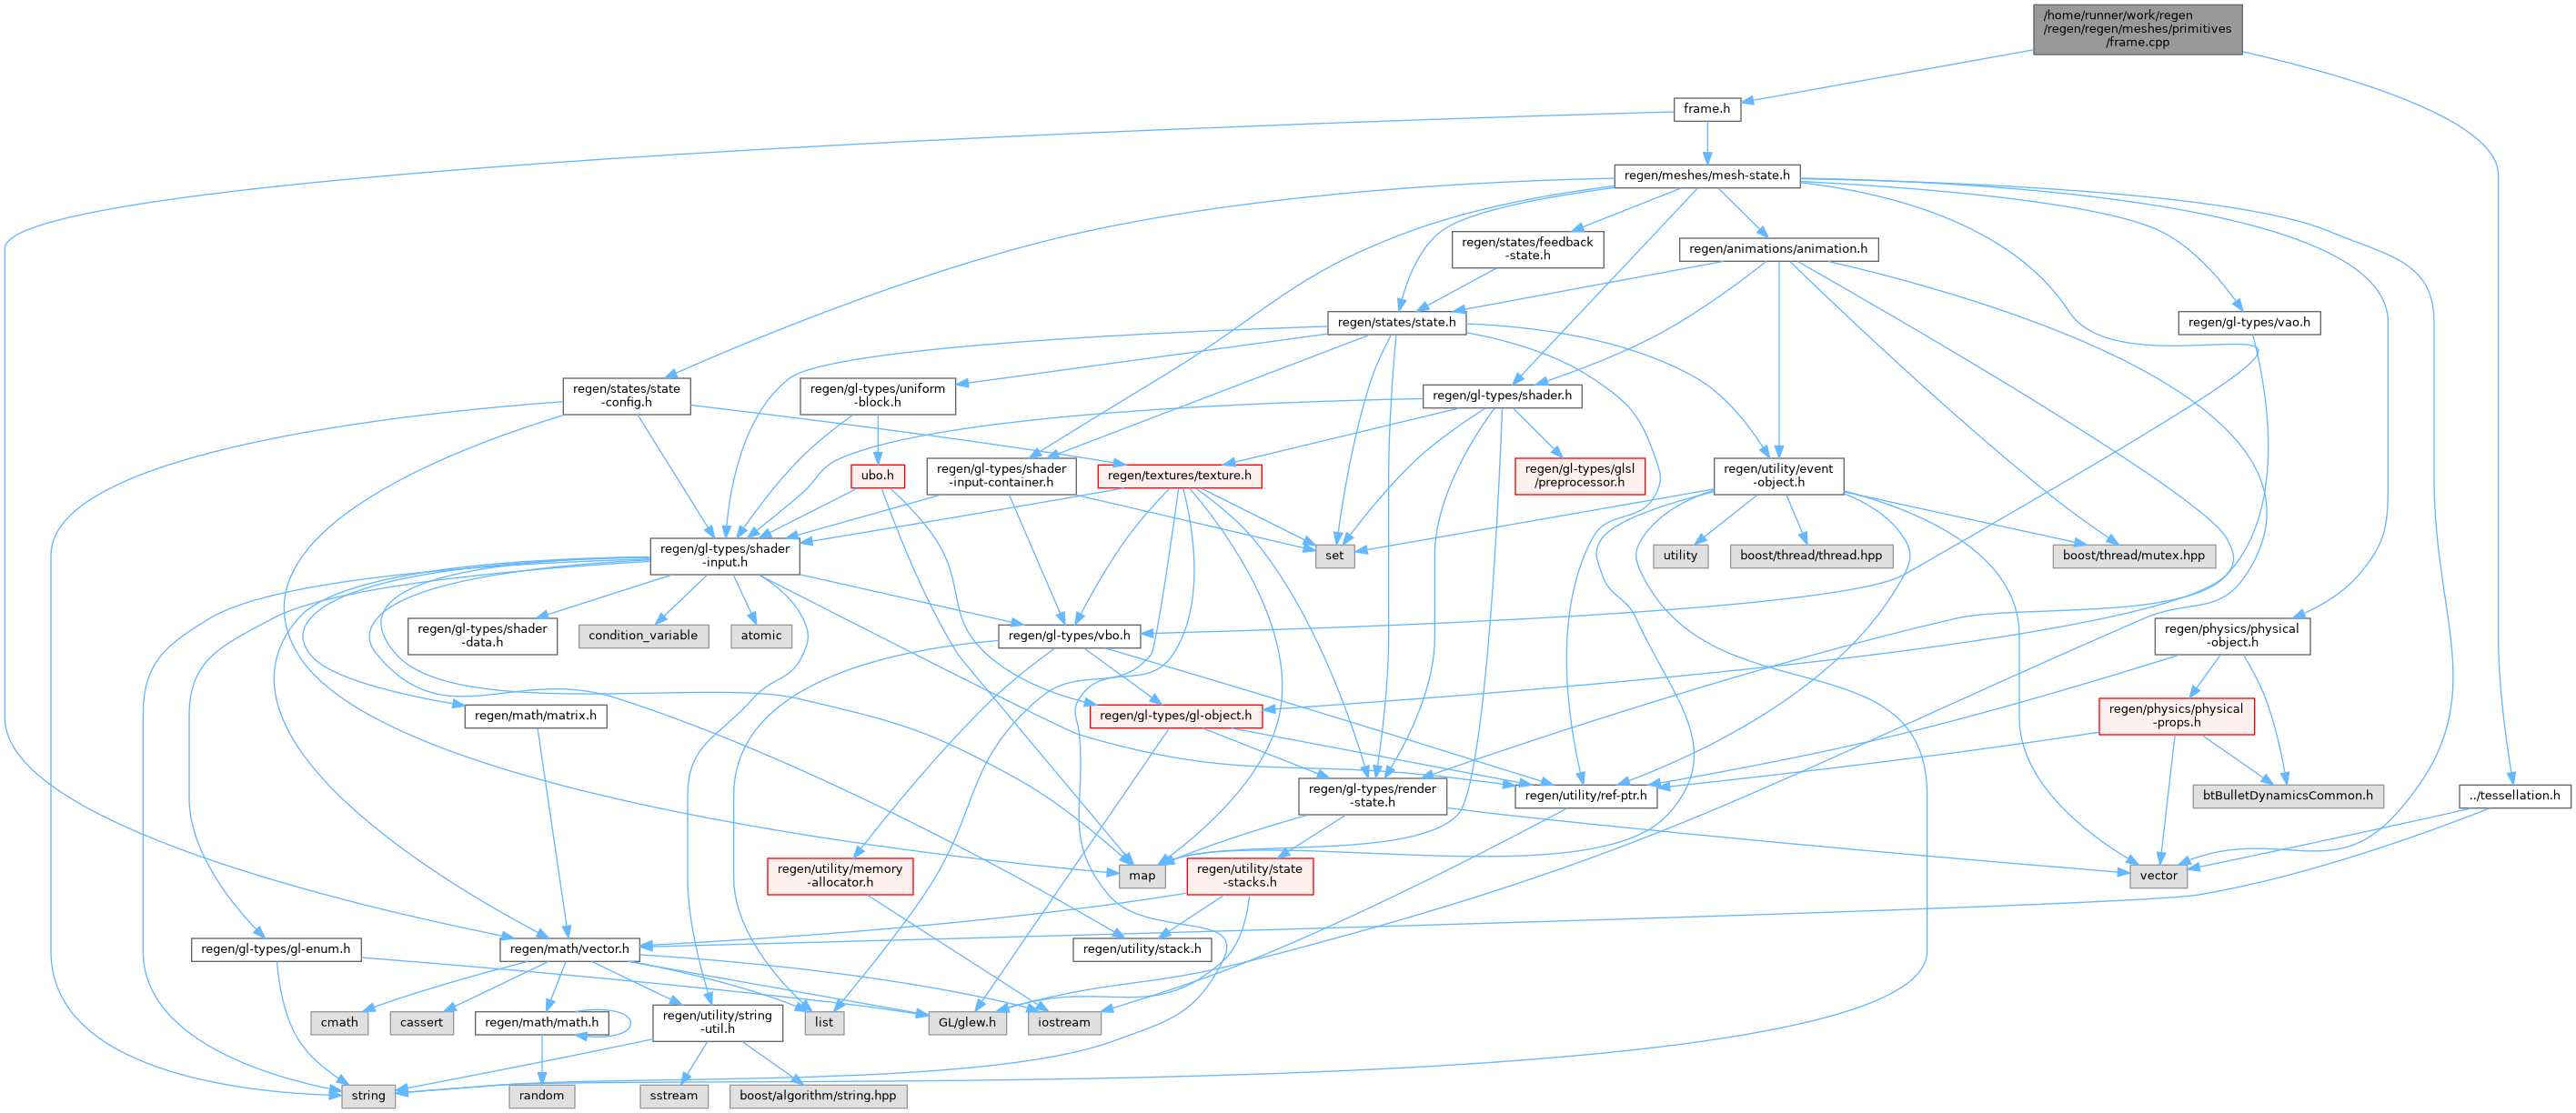 /home/runner/work/regen
/regen/regen/meshes/primitives
/frame.cpp
frame.h
regen/meshes/mesh-state.h
regen/states/feedback
-state.h
regen/animations/animation.h
regen/states/state.h
regen/gl-types/vao.h
regen/states/state
-config.h
regen/gl-types/uniform
-block.h
regen/gl-types/shader.h
ubo.h
regen/gl-types/shader
-input-container.h
regen/textures/texture.h
regen/gl-types/glsl
/preprocessor.h
regen/utility/event
-object.h
regen/gl-types/shader
-input.h
set
utility
boost/thread/thread.hpp
boost/thread/mutex.hpp
regen/gl-types/shader
-data.h
condition_variable
atomic
regen/gl-types/vbo.h
regen/physics/physical
-object.h
regen/math/matrix.h
regen/gl-types/gl-object.h
regen/physics/physical
-props.h
regen/gl-types/render
-state.h
regen/utility/ref-ptr.h
btBulletDynamicsCommon.h
../tessellation.h
regen/utility/memory
-allocator.h
map
regen/utility/state
-stacks.h
vector
regen/gl-types/gl-enum.h
regen/math/vector.h
regen/utility/stack.h
cmath
cassert
regen/math/math.h
regen/utility/string
-util.h
list
GL/glew.h
iostream
string
random
sstream
boost/algorithm/string.hpp